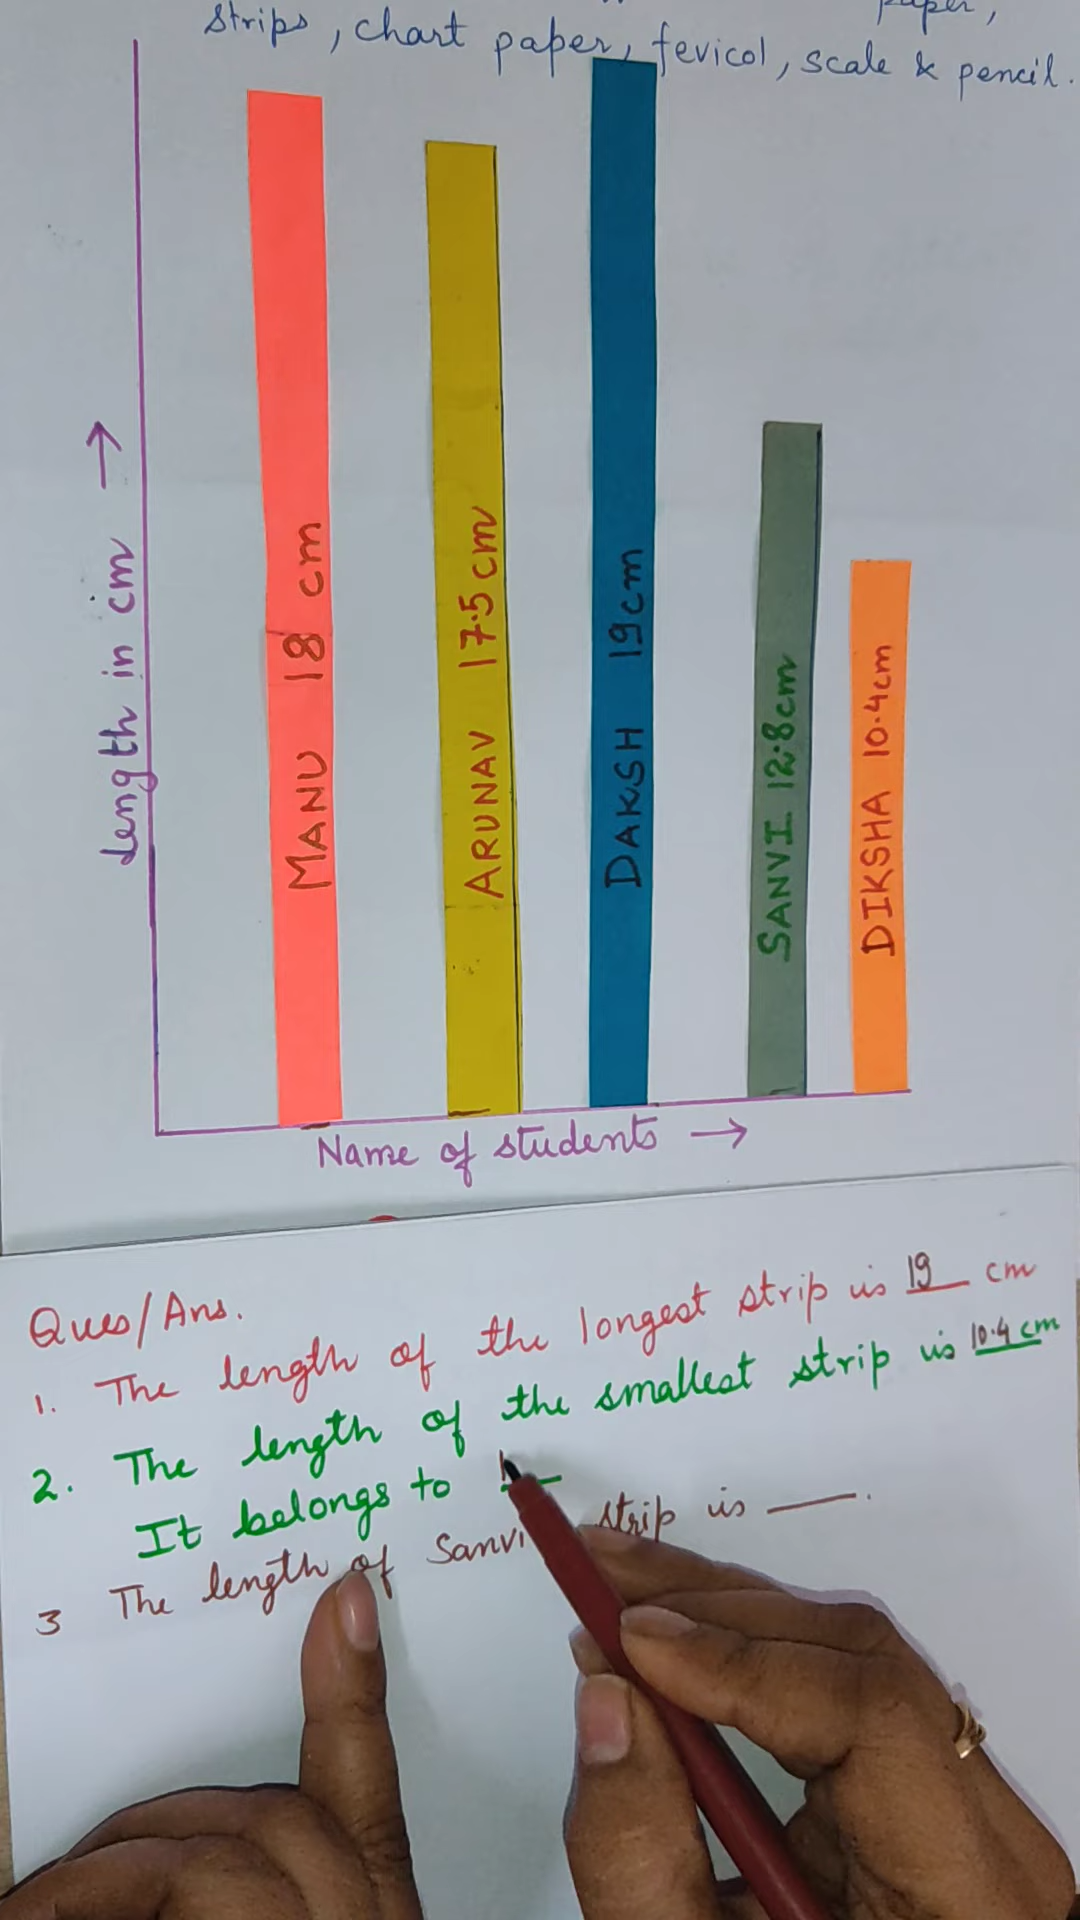 paper,
strips, chart paper, fevicol, scale & pencil.
length in cm →
MANU 18 cm
ARUNAV 17.5cm
DAKSH 19cm
SANVI 12.8cm
DIKSHA 10.4cm
Name of students →
Ques/Ans.
1. The length of the longest strip is 19 cm
2. The length of the smallest strip is 10.4 cm
It belongs to
3 The length of Sanvi strip is ___.